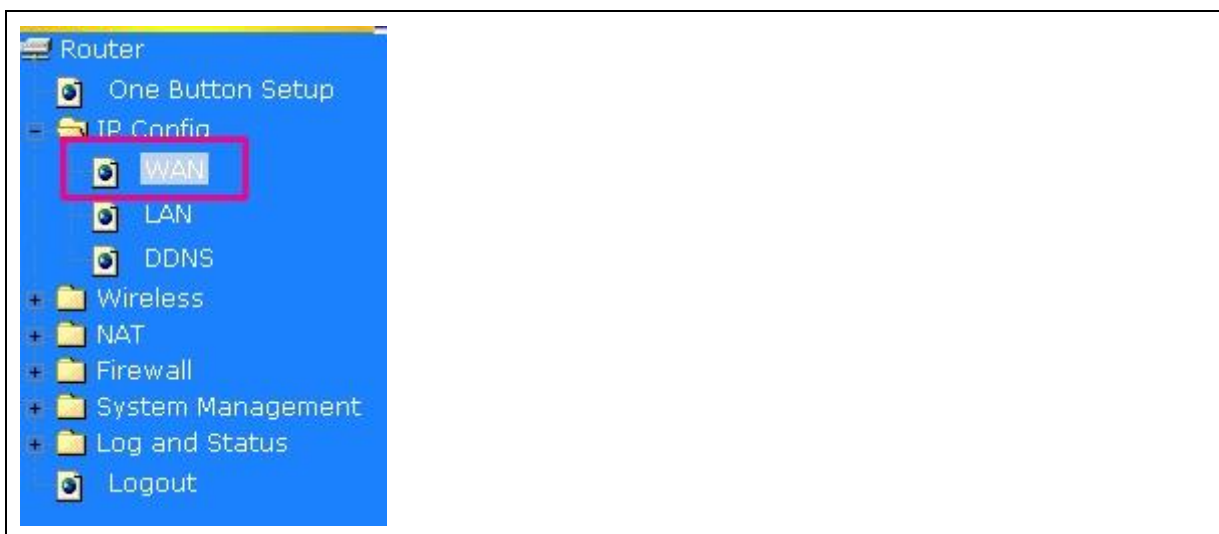 Router
One Button Setup
IP Config
WAN
LAN
DDNS
Wireless
NAT
Firewall
System Management
Log and Status
Logout